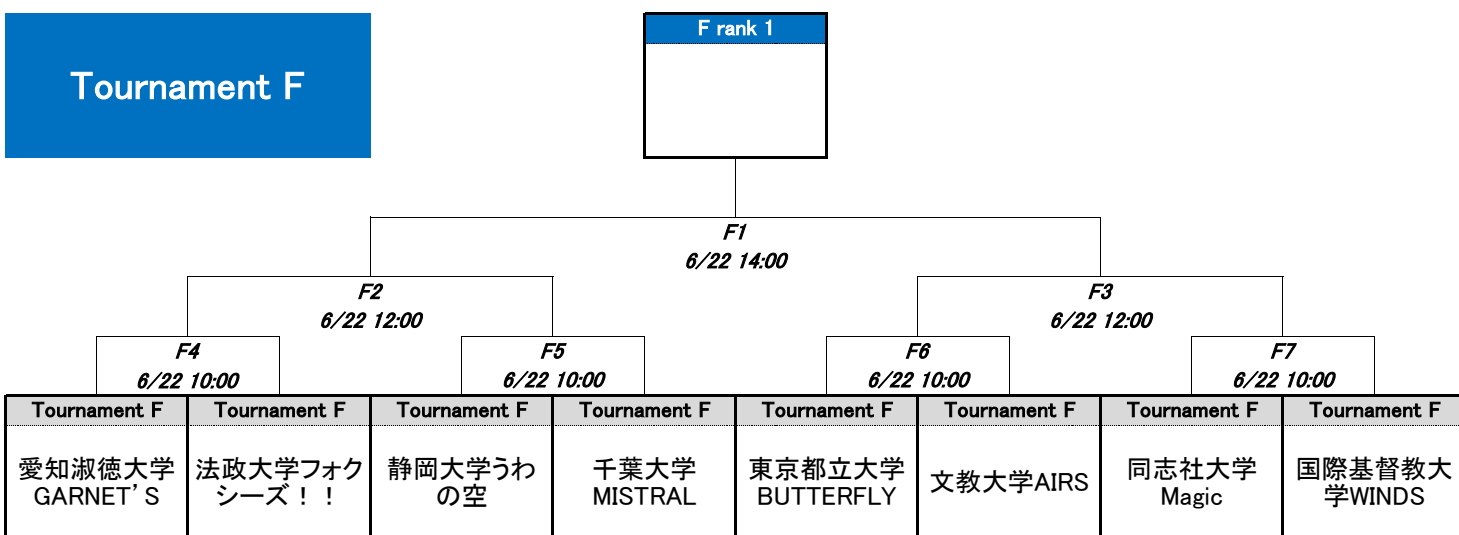 Tournament F
F rank 1
F1
6/22 14:00
F2
6/22 12:00
F3
6/22 12:00
F4
6/22 10:00
F5
6/22 10:00
F6
6/22 10:00
F7
6/22 10:00
Tournament F
Tournament F
Tournament F
Tournament F
Tournament F
Tournament F
Tournament F
Tournament F
愛知淑徳大学
GARNET'S
法政大学フォク
シーズ！！
静岡大学うわ
の空
千葉大学
MISTRAL
東京都立大学
BUTTERFLY
文教大学AIRS
同志社大学
Magic
国際基督教大
学WINDS